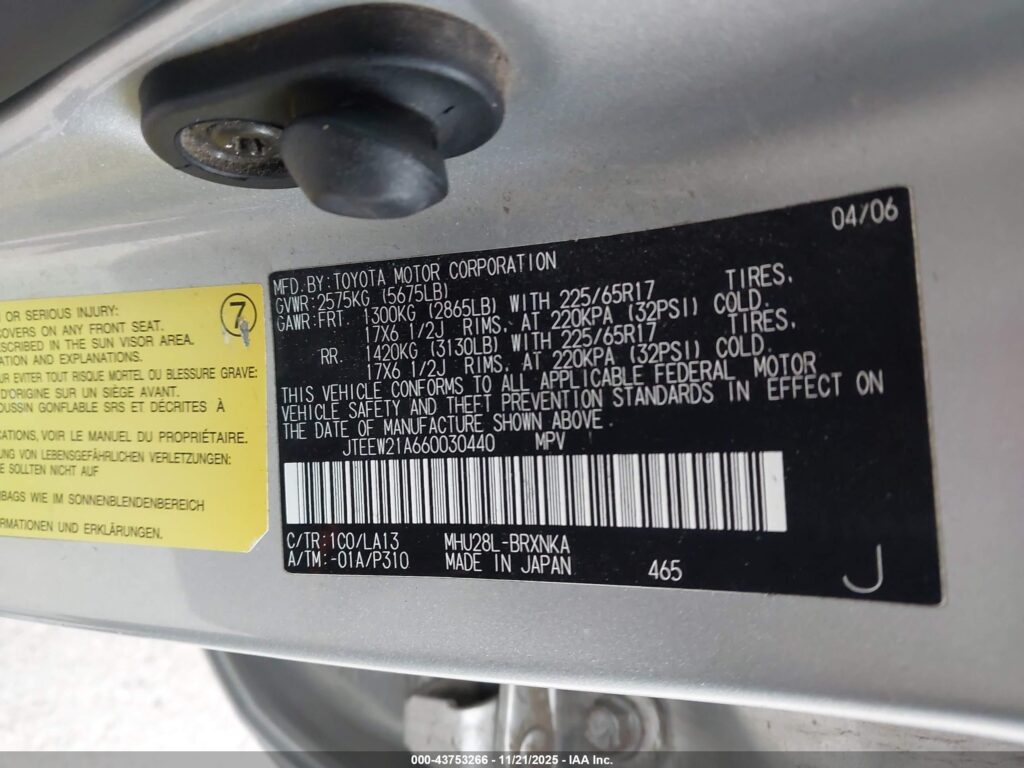 04/06
MFD.BY:TOYOTA MOTOR CORPORATION
GVWR:2575KG (5675LB)
GAWR:FRT. 1300KG (2865LB) WITH 225/65R17 TIRES,
17X6 1/2J RIMS, AT 220KPA (32PSI) COLD.
RR. 1420KG (3130LB) WITH 225/65R17 TIRES,
17X6 1/2J RIMS, AT 220KPA (32PSI) COLD.
THIS VEHICLE CONFORMS TO ALL APPLICABLE FEDERAL MOTOR
VEHICLE SAFETY AND THEFT PREVENTION STANDARDS IN EFFECT ON
THE DATE OF MANUFACTURE SHOWN ABOVE.
JTEEW21A660030440 MPV
C/TR:1C0/LA13 MHU28L-BRXNKA
A/TM:-01A/P310 MADE IN JAPAN 465 J
OR SERIOUS INJURY: 7
COVERS ON ANY FRONT SEAT.
SCRIBED IN THE SUN VISOR AREA.
ATION AND EXPLANATIONS.
UR EVITER TOUT RISQUE MORTEL OU BLESSURE GRAVE:
D'ORIGINE SUR UN SIÈGE AVANT.
OUSSIN GONFLABLE SRS ET DÉCRITES À
CATIONS, VOIR LE MANUEL DU PROPRIÉTAIRE.
UNG VON LEBENSGEFÄHRLICHEN VERLETZUNGEN:
E SOLLTEN NICHT AUF
RBAGS WIE IM SONNENBLENDENBEREICH
RMATIONEN UND ERKLÄRUNGEN.
000-43753266 - 11/21/2025 - IAA Inc.